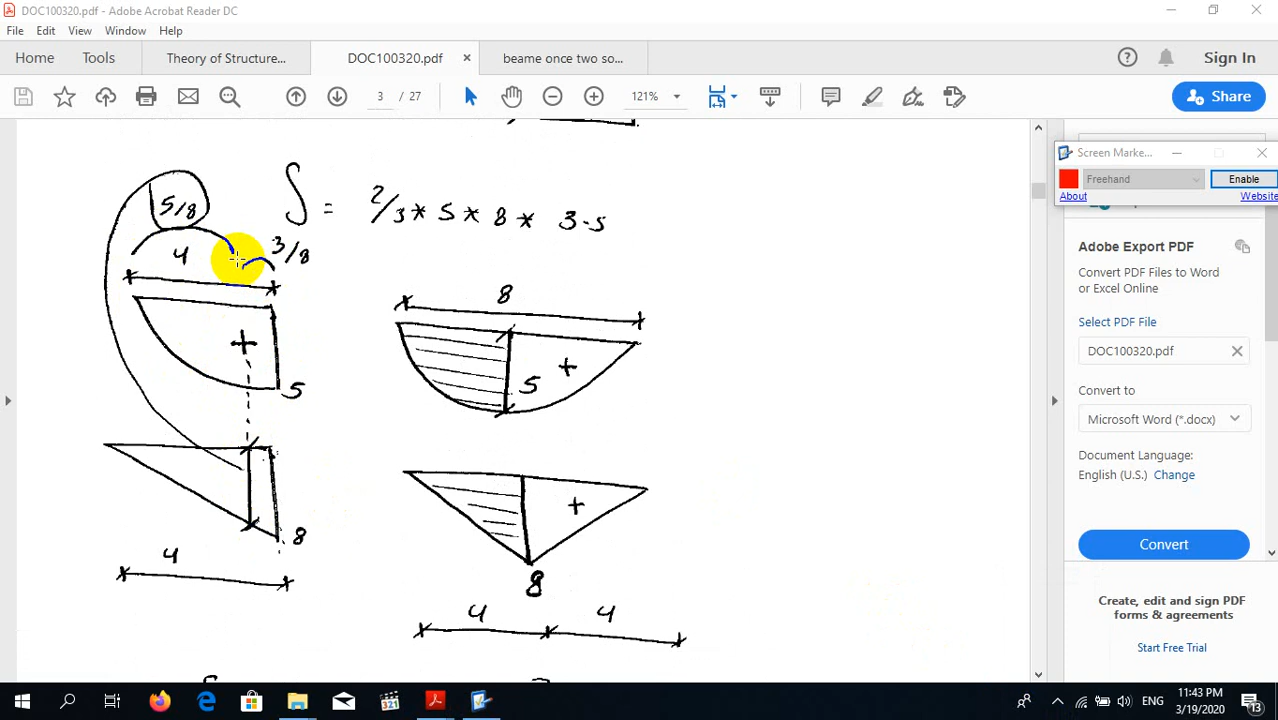 DOC100320.pdf - Adobe Acrobat Reader DC
File Edit View Window Help
Home Tools Theory of Structure... DOC100320.pdf × beame once two so... Sign In
3 / 27 121% Share
5/8
∫ = 2/3 * 5 * 8 * 3.5
4 3/8
8
+
5
5 +
+
8
8
4
4 4
Screen Marke...
Freehand Enable
About Website
Adobe Export PDF
Convert PDF Files to Word
or Excel Online
Select PDF File
DOC100320.pdf
Convert to
Microsoft Word (*.docx)
Document Language:
English (U.S.) Change
Convert
Create, edit and sign PDF
forms & agreements
Start Free Trial
321
ENG
11:43 PM
3/19/2020
13